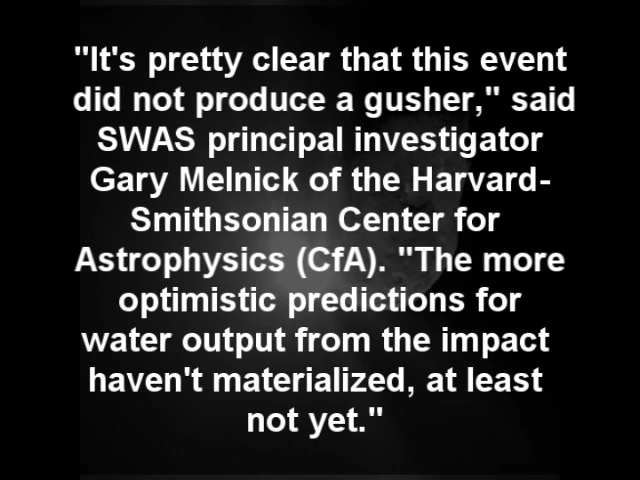 "It's pretty clear that this event
did not produce a gusher," said
SWAS principal investigator
Gary Melnick of the Harvard-
Smithsonian Center for
Astrophysics (CfA). "The more
optimistic predictions for
water output from the impact
haven't materialized, at least
not yet."